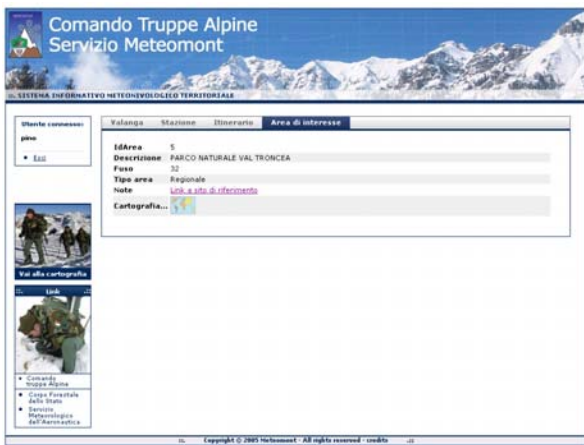 Comando Truppe Alpine
Servizio Meteomont
::. SISTEMA INFORMATIVO METEONIVOLOGICO TERRITORIALE
Utente connesso:
pino
Esci
Valanga Stazione Itinerario Area di interesse
IdArea 5
Descrizione PARCO NATURALE VAL TRONCEA
Fuso 32
Tipo area Regionale
Note Link a sito di riferimento
Cartografia...
Vai alla cartografia
::. Link .::
Comando truppe Alpine
Corpo Forestale dello Stato
Servizio Meteorologico dell'Aeronautica
::. Copyright © 2005 Meteomont - All rights reserved - credits .::